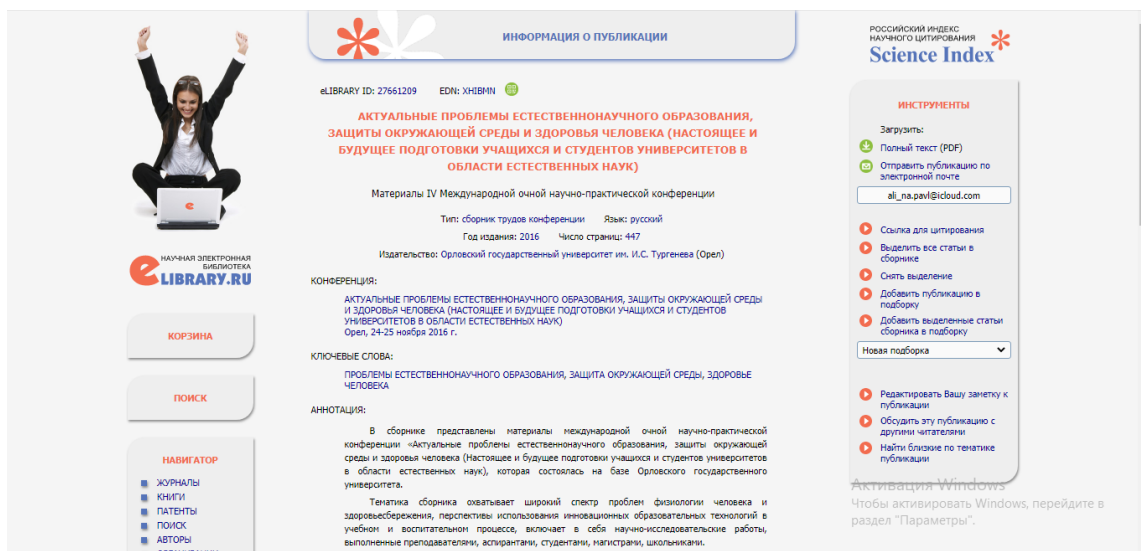 ИНФОРМАЦИЯ О ПУБЛИКАЦИИ
eLIBRARY ID: 27661209 EDN: XHIBMN
АКТУАЛЬНЫЕ ПРОБЛЕМЫ ЕСТЕСТВЕННОНАУЧНОГО ОБРАЗОВАНИЯ,
ЗАЩИТЫ ОКРУЖАЮЩЕЙ СРЕДЫ И ЗДОРОВЬЯ ЧЕЛОВЕКА (НАСТОЯЩЕЕ И
БУДУЩЕЕ ПОДГОТОВКИ УЧАЩИХСЯ И СТУДЕНТОВ УНИВЕРСИТЕТОВ В
ОБЛАСТИ ЕСТЕСТВЕННЫХ НАУК)
Материалы IV Международной очной научно-практической конференции
Тип: сборник трудов конференции Язык: русский
Год издания: 2016 Число страниц: 447
Издательство: Орловский государственный университет им. И.С. Тургенева (Орел)
КОНФЕРЕНЦИЯ:
АКТУАЛЬНЫЕ ПРОБЛЕМЫ ЕСТЕСТВЕННОНАУЧНОГО ОБРАЗОВАНИЯ, ЗАЩИТЫ ОКРУЖАЮЩЕЙ СРЕДЫ
И ЗДОРОВЬЯ ЧЕЛОВЕКА (НАСТОЯЩЕЕ И БУДУЩЕЕ ПОДГОТОВКИ УЧАЩИХСЯ И СТУДЕНТОВ
УНИВЕРСИТЕТОВ В ОБЛАСТИ ЕСТЕСТВЕННЫХ НАУК)
Орел, 24-25 ноября 2016 г.
КЛЮЧЕВЫЕ СЛОВА:
ПРОБЛЕМЫ ЕСТЕСТВЕННОНАУЧНОГО ОБРАЗОВАНИЯ, ЗАЩИТА ОКРУЖАЮЩЕЙ СРЕДЫ, ЗДОРОВЬЕ
ЧЕЛОВЕКА
АННОТАЦИЯ:
В сборнике представлены материалы международной очной научно-практической
конференции «Актуальные проблемы естественнонаучного образования, защиты окружающей
среды и здоровья человека (Настоящее и будущее подготовки учащихся и студентов университетов
в области естественных наук), которая состоялась на базе Орловского государственного
университета.
Тематика сборника охватывает широкий спектр проблем физиологии человека и
здоровьесбережения, перспективы использования инновационных образовательных технологий в
учебном и воспитательном процессе, включает в себя научно-исследовательские работы,
выполненные преподавателями, аспирантами, студентами, магистрами, школьниками.
НАУЧНАЯ ЭЛЕКТРОННАЯ
БИБЛИОТЕКА
eLIBRARY.RU
КОРЗИНА
ПОИСК
НАВИГАТОР
ЖУРНАЛЫ
КНИГИ
ПАТЕНТЫ
ПОИСК
АВТОРЫ
РОССИЙСКИЙ ИНДЕКС
НАУЧНОГО ЦИТИРОВАНИЯ
Science Index
ИНСТРУМЕНТЫ
Загрузить:
Полный текст (PDF)
Отправить публикацию по
электронной почте
ali_na.pavl@icloud.com
Ссылка для цитирования
Выделить все статьи в
сборнике
Снять выделение
Добавить публикацию в
подборку
Добавить выделенные статьи
сборника в подборку
Новая подборка
Редактировать Вашу заметку к
публикации
Обсудить эту публикацию с
другими читателями
Найти близкие по тематике
публикации
Активация Windows
Чтобы активировать Windows, перейдите в
раздел "Параметры".